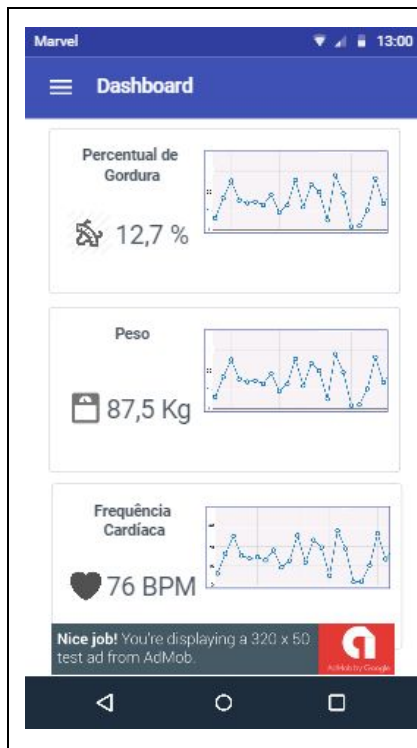 Marvel
13:00
Dashboard
Percentual de
Gordura
12,7 %
Peso
87,5 Kg
Frequência
Cardíaca
76 BPM
Nice job! You're displaying a 320 x 50
test ad from AdMob.
AdMob by Google